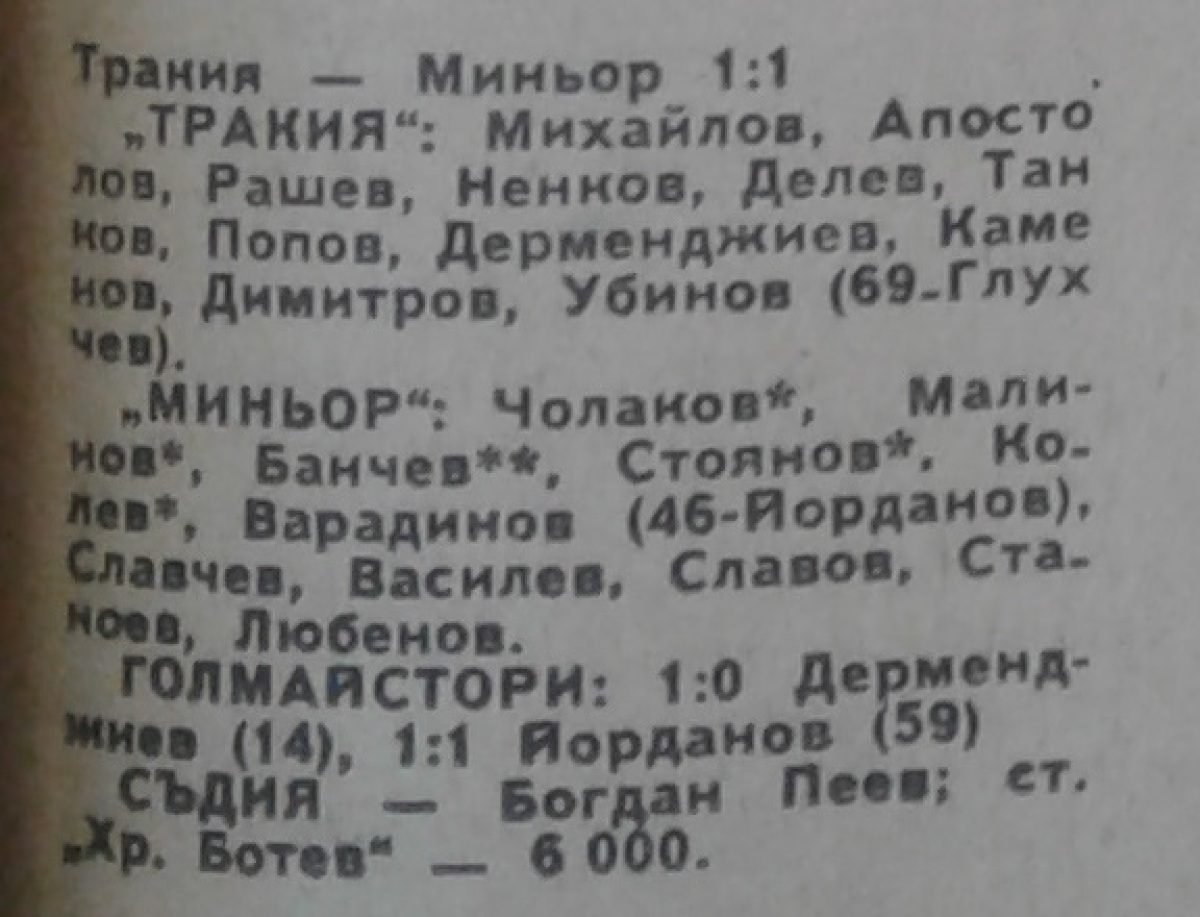 Тракия — Миньор 1:1
„ТРАКИЯ“: Михайлов, Апосто
лов, Рашев, Ненков, Делев, Тан
ков, Попов, Дерменджиев, Каме
нов, Димитров, Убинов (69-Глух
чев).
„МИНЬОР“: Чолаков*, Мали-
нов*, Банчев**, Стоянов*, Ко-
лев*, Варадинов (46-Йорданов),
Славчев, Василев, Славов, Ста-
ноев, Любенов.
ГОЛМАЙСТОРИ: 1:0 Дерменд-
жиев (14), 1:1 Йорданов (59)
СЪДИЯ — Богдан Пеев; ст.
„Хр. Ботев“ — 6 000.